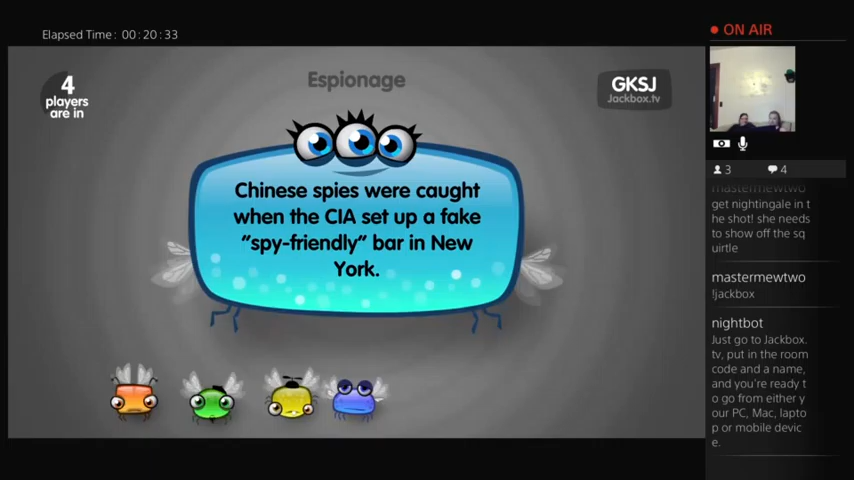 Elapsed Time: 00:20:33
ON AIR
4
players
are in
Espionage
GKSJ
Jackbox.tv
Chinese spies were caught
when the CIA set up a fake
“spy-friendly” bar in New
York.
3
4
mastermewtwo
get nightingale in t
he shot! she needs
to show off the sq
uirtle
mastermewtwo
!jackbox
nightbot
Just go to Jackbox.
tv, put in the room
code and a name,
and you're ready t
o go from either y
our PC, Mac, lapto
p or mobile devic
e.